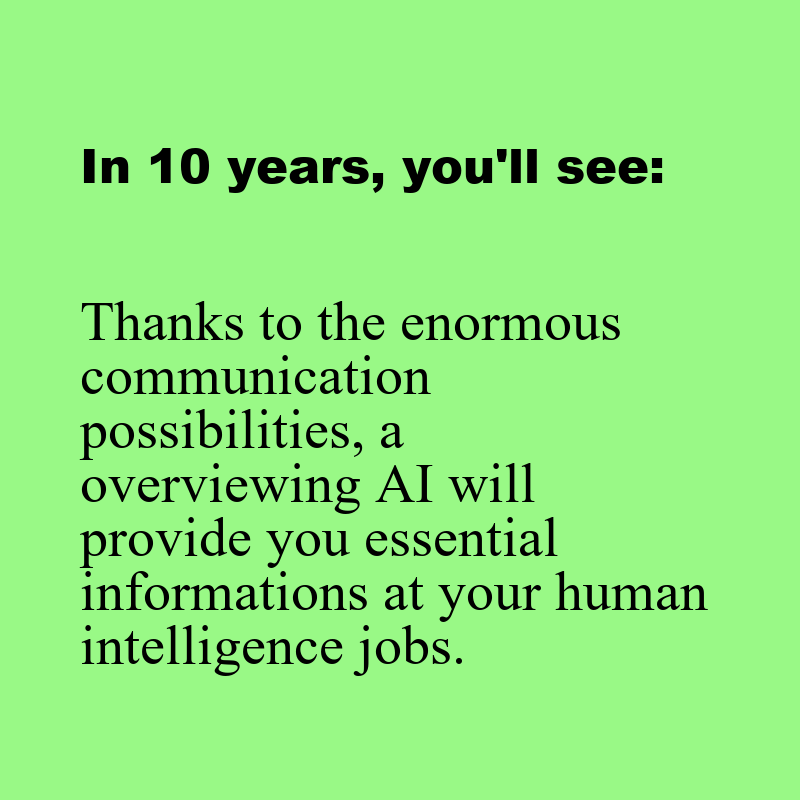 In 10 years, you'll see:
Thanks to the enormous
communication
possibilities, a
overviewing AI will
provide you essential
informations at your human
intelligence jobs.